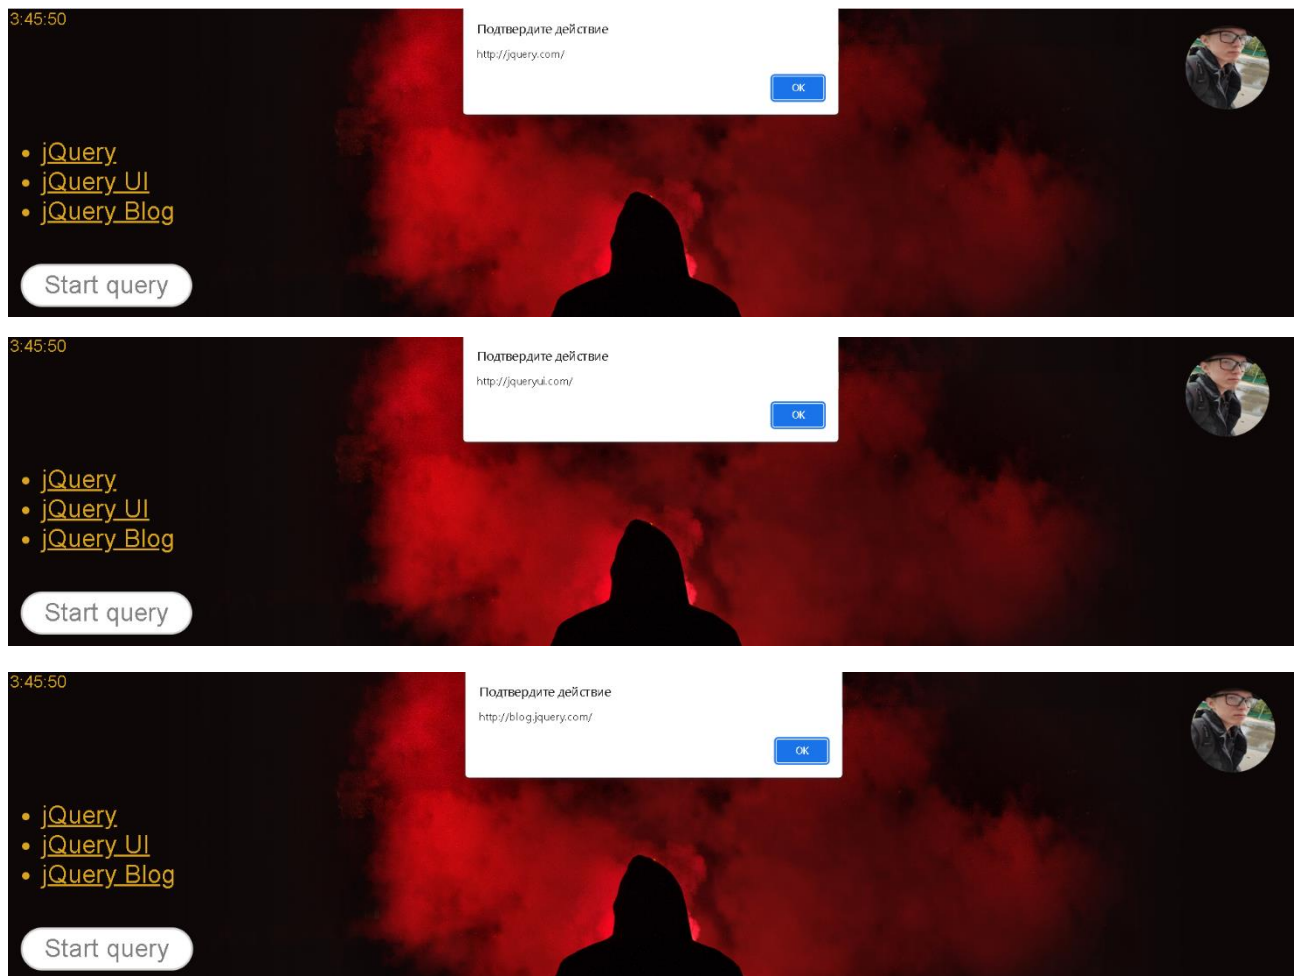 3:45:50
Подтвердите действие
http://jquery.com/
OK
jQuery
jQuery UI
jQuery Blog
Start query
3:45:50
Подтвердите действие
http://jqueryui.com/
OK
jQuery
jQuery UI
jQuery Blog
Start query
3:45:50
Подтвердите действие
http://blog.jquery.com/
OK
jQuery
jQuery UI
jQuery Blog
Start query